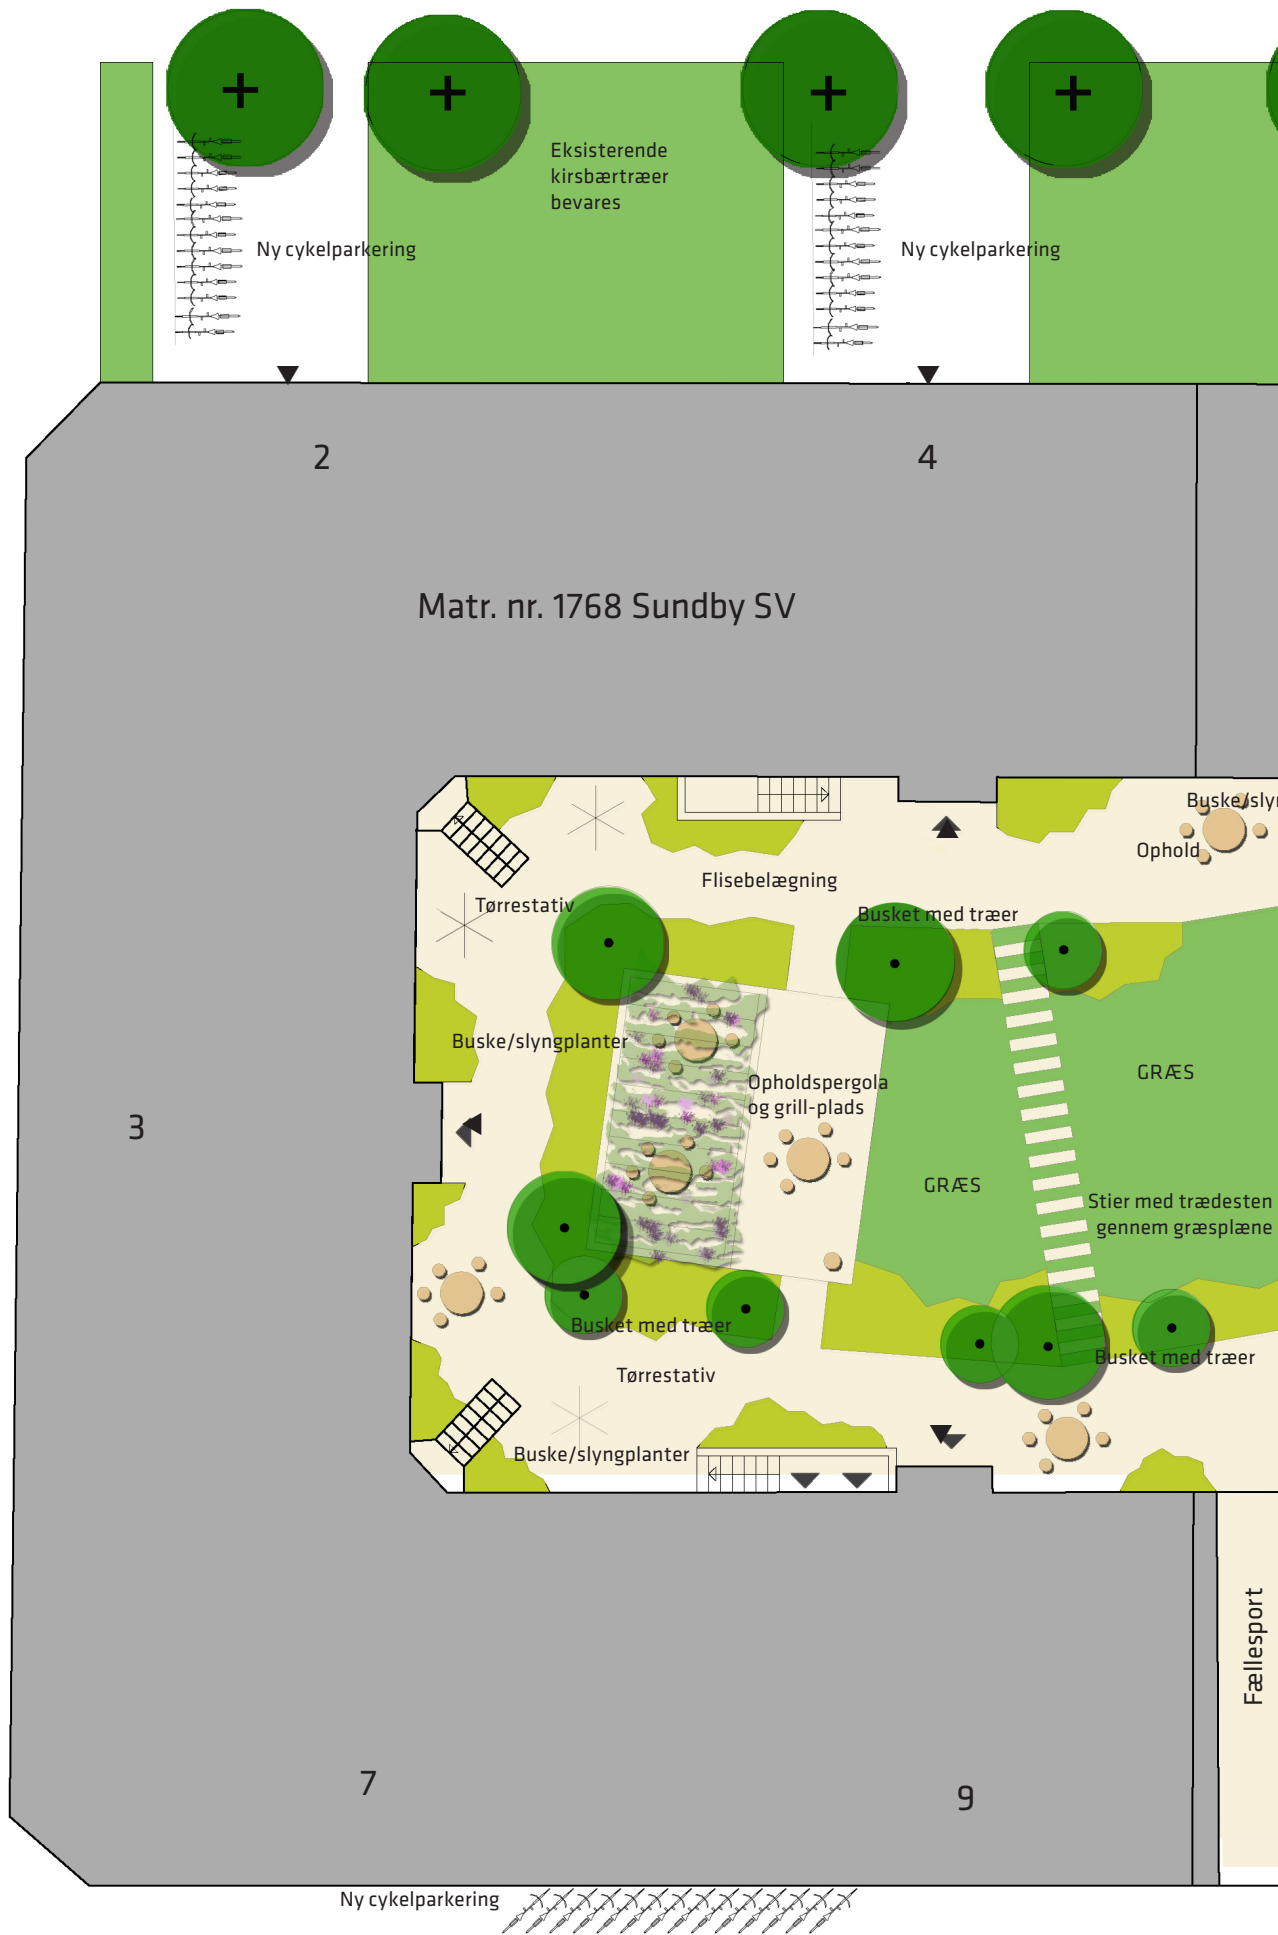 Eksisterende
kirsbærtræer
bevares
Ny cykelparkering
Ny cykelparkering
2
4
Matr. nr. 1768 Sundby SV
Buske/slyn
Ophold
Flisebelægning
Tørrestativ
Busket med træer
Buske/slyngplanter
GRÆS
Opholdspergola
og grill-plads
3
GRÆS
Stier med trædesten
gennem græsplæne
Busket med træer
Busket med træer
Tørrestativ
Buske/slyngplanter
Fællesport
7
9
Ny cykelparkering